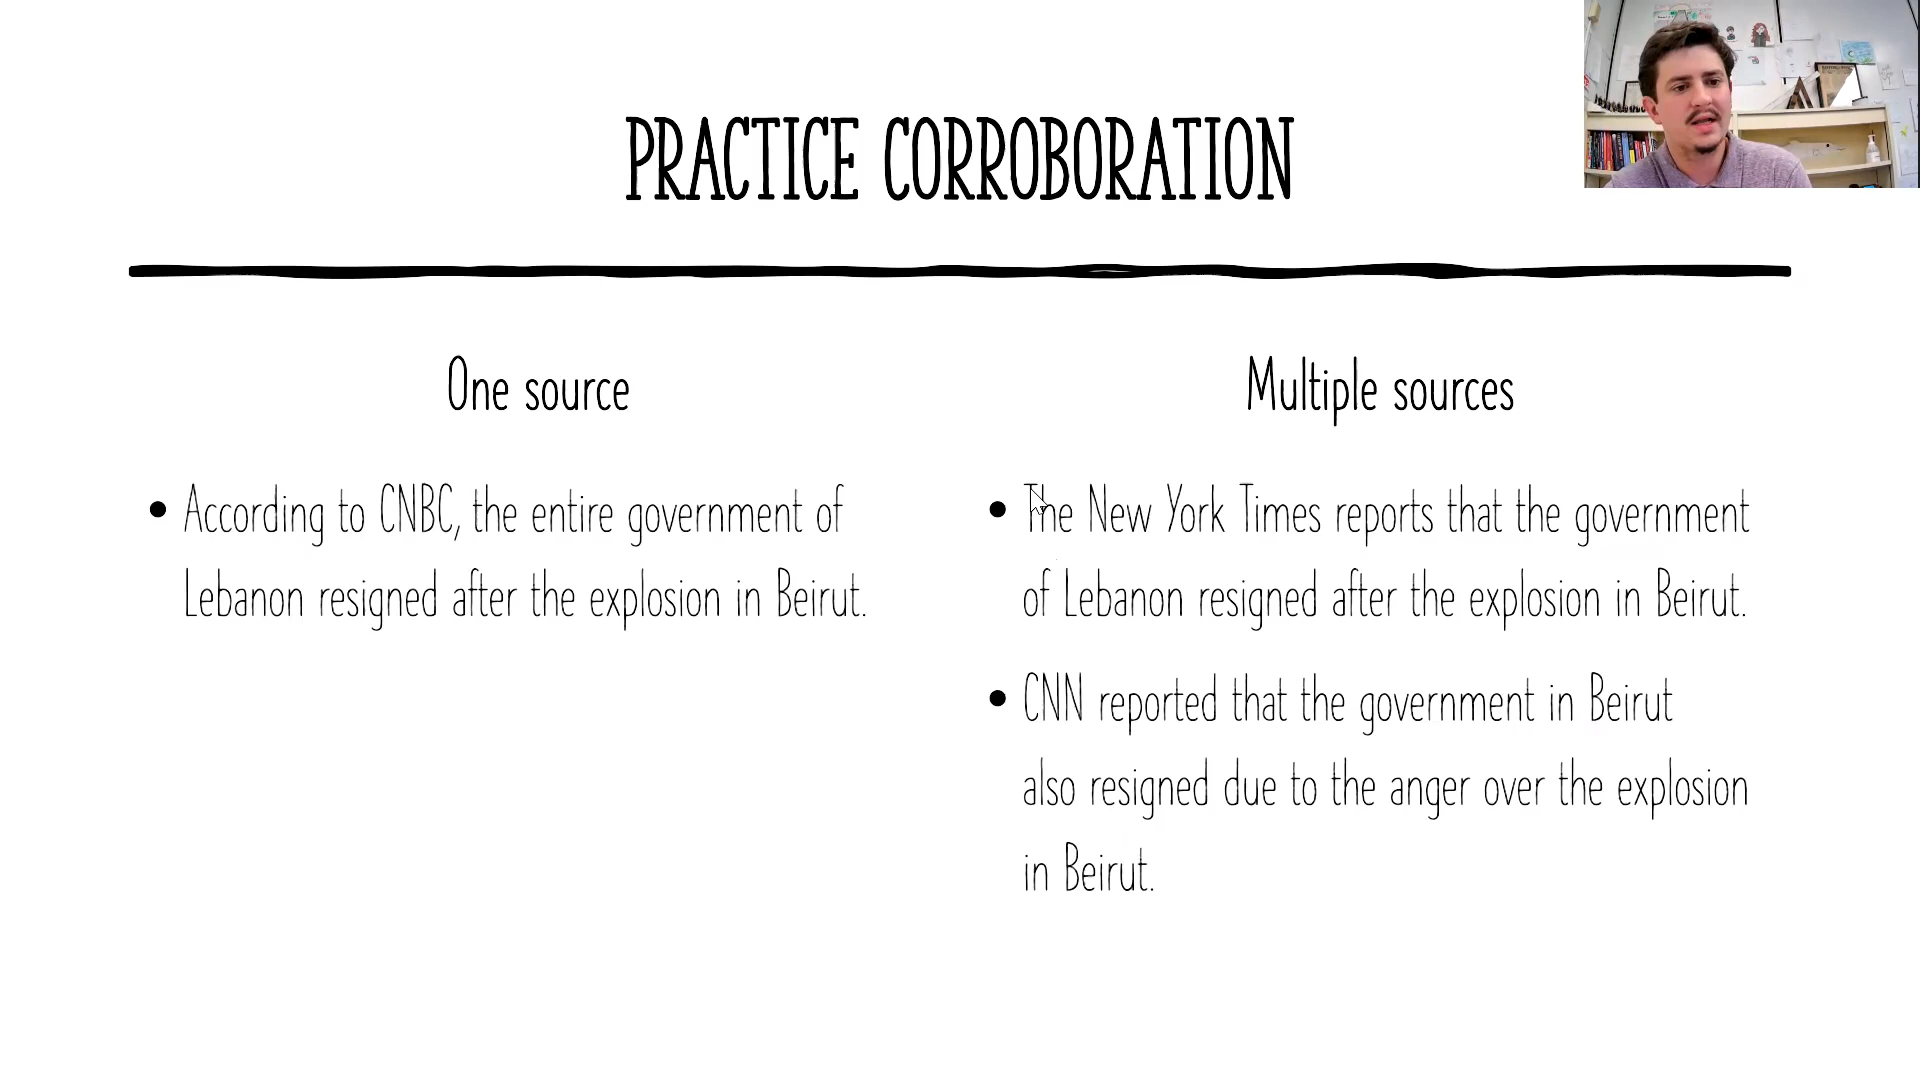 PRACTICE CORROBORATION
One source
• According to CNBC, the entire government of
Lebanon resigned after the explosion in Beirut.
Multiple sources
• The New York Times reports that the government
of Lebanon resigned after the explosion in Beirut.
• CNN reported that the government in Beirut
also resigned due to the anger over the explosion
in Beirut.